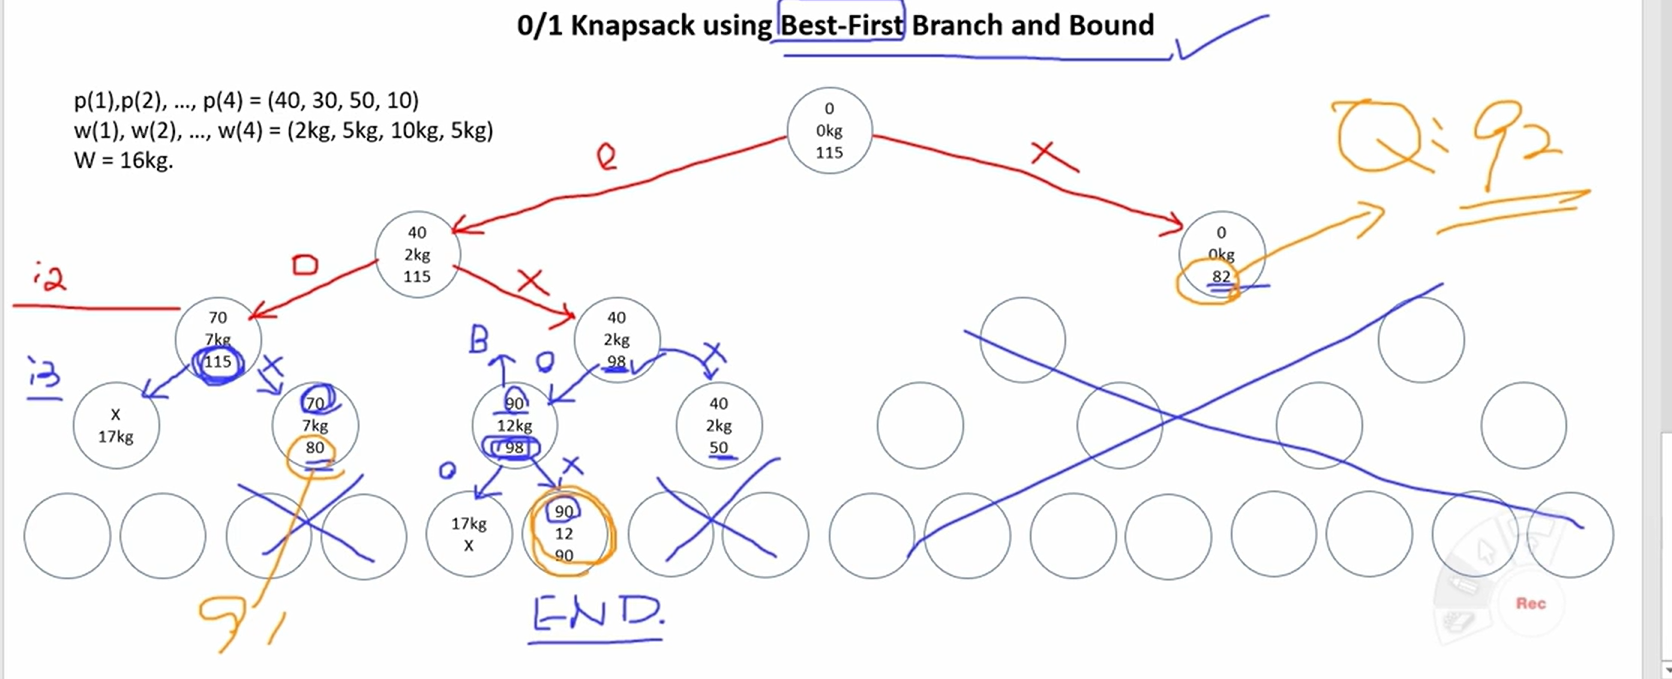 0/1 Knapsack using Best-First Branch and Bound
p(1),p(2), ..., p(4) = (40, 30, 50, 10)
w(1), w(2), ..., w(4) = (2kg, 5kg, 10kg, 5kg)
W = 16kg.
0
0kg
115
Q: 92
X
40
2kg
115
0
0kg
82
i2
O
X
70
7kg
115
40
2kg
98
i3
X
B
O
X
X
17kg
70
7kg
80
90
12kg
98
40
2kg
50
O
X
17kg
X
90
12
90
91
END.
Rec